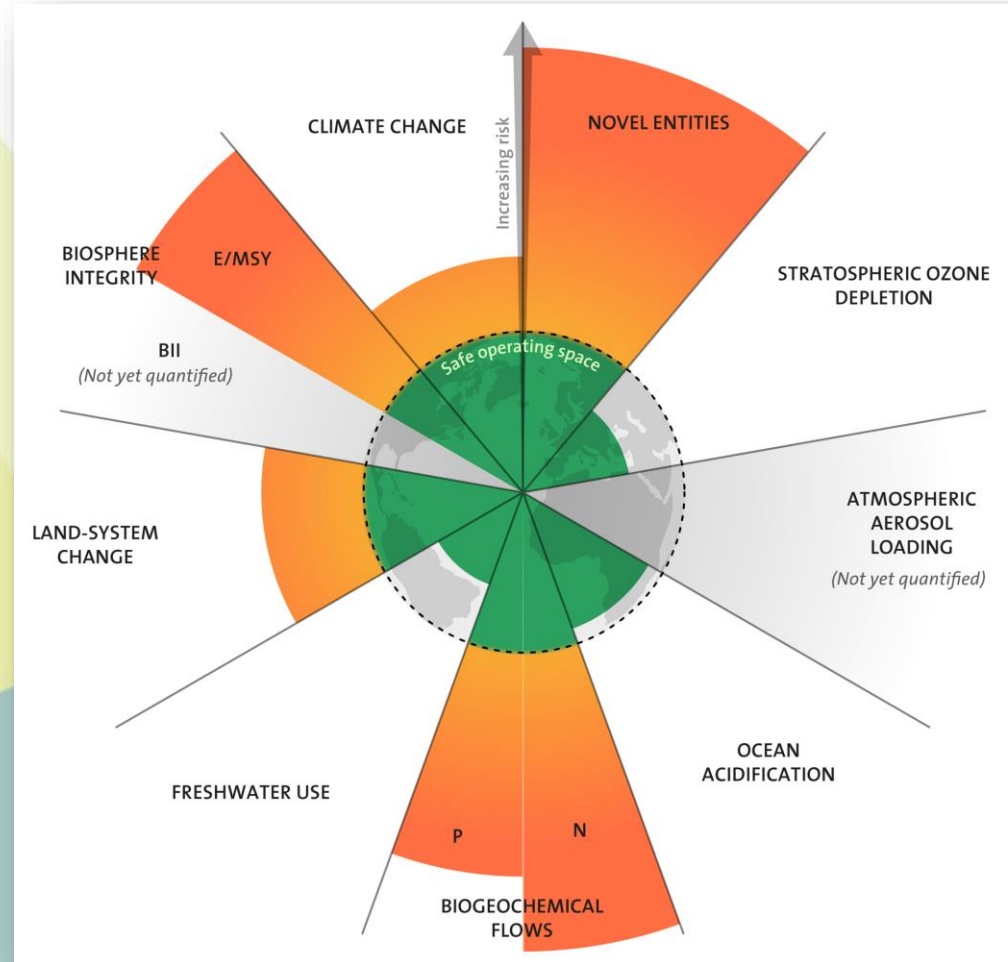 CLIMATE CHANGE
Increasing risk
NOVEL ENTITIES
BIOSPHERE
INTEGRITY
E/MSY
STRATOSPHERIC OZONE
DEPLETION
Safe operating space
BII
(Not yet quantified)
ATMOSPHERIC
AEROSOL
LOADING
(Not yet quantified)
LAND-SYSTEM
CHANGE
OCEAN
ACIDIFICATION
FRESHWATER USE
P
N
BIOGEOCHEMICAL
FLOWS